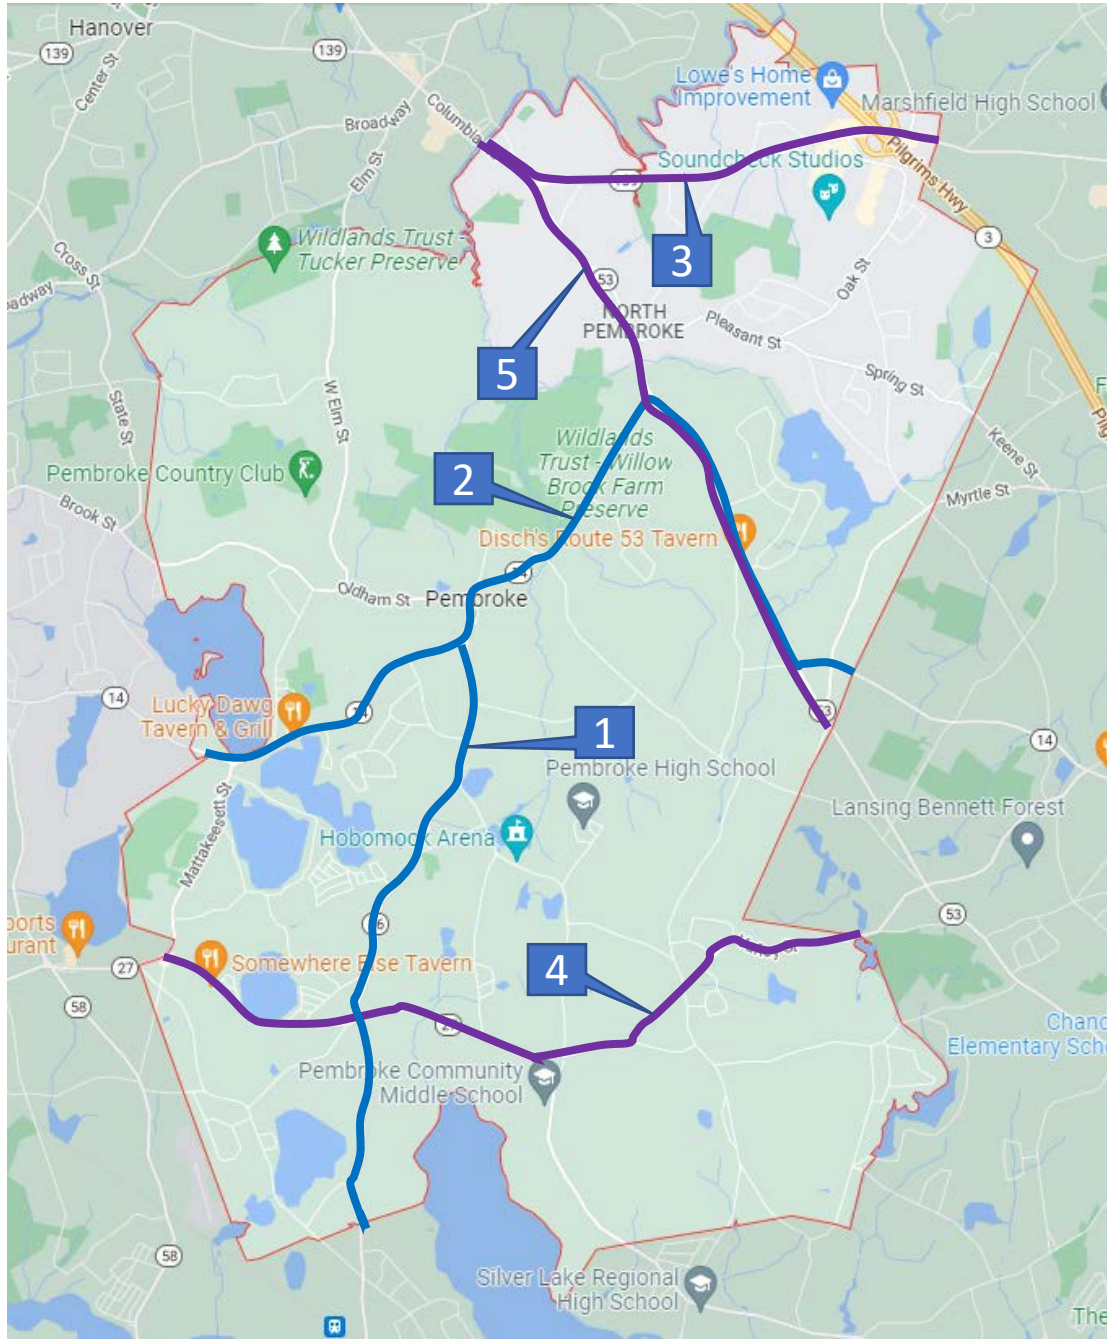 Hanover
139
139
Center St
Broadway
Columbia
Elm St
Lowe's Home
Improvement
Marshfield High School
Soundcheck Studios
Pilgrims Hwy
3
3
Wildlands Trust -
Tucker Preserve
Cross St
53
NORTH
PEMBROKE
Oak St
Pleasant St
5
Spring St
State St
W Elm St
Keene St
Wildlands
Trust - Willow
Brook Farm
Preserve
Pembroke Country Club
2
Myrtle St
Brook St
Disch's Route 53 Tavern
Oldham St
Pembroke
14
Lucky Dawg
Tavern & Grill
53
1
14
Pembroke High School
Lansing Bennett Forest
Mattakeesett St
Hobomock Arena
53
27
Somewhere Else Tavern
4
58
Pembroke Community
Middle School
Elementary
58
Silver Lake Regional
High School
The